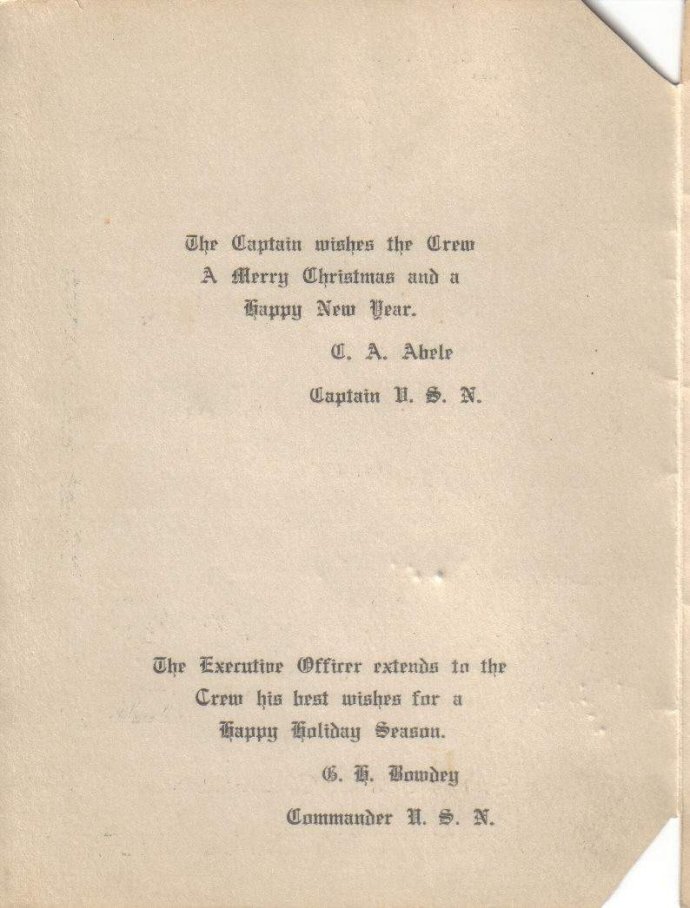 The Captain wishes the Crew
A Merry Christmas and a
Happy New Year.
C. A. Abele
Captain U. S. N.
The Executive Officer extends to the
Crew his best wishes for a
Happy Holiday Season.
G. H. Bowdey
Commander U. S. N.